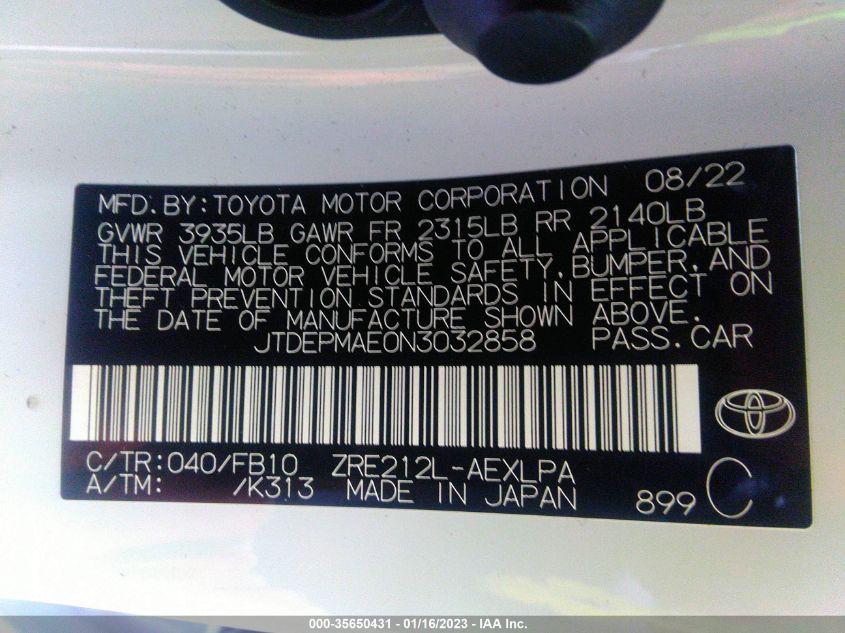 MFD. BY: TOYOTA MOTOR CORPORATION 08/22
GVWR 3935LB GAWR FR 2315LB RR 2140LB
THIS VEHICLE CONFORMS TO ALL APPLICABLE
FEDERAL MOTOR VEHICLE SAFETY, BUMPER, AND
THEFT PREVENTION STANDARDS IN EFFECT ON
THE DATE OF MANUFACTURE SHOWN ABOVE.
JTDEPMAE0N3032858 PASS. CAR
C/TR: 040/FB10 ZRE212L-AEXLPA
A/TM: /K313 MADE IN JAPAN 899 C
000-35650431 - 01/16/2023 - IAA Inc.